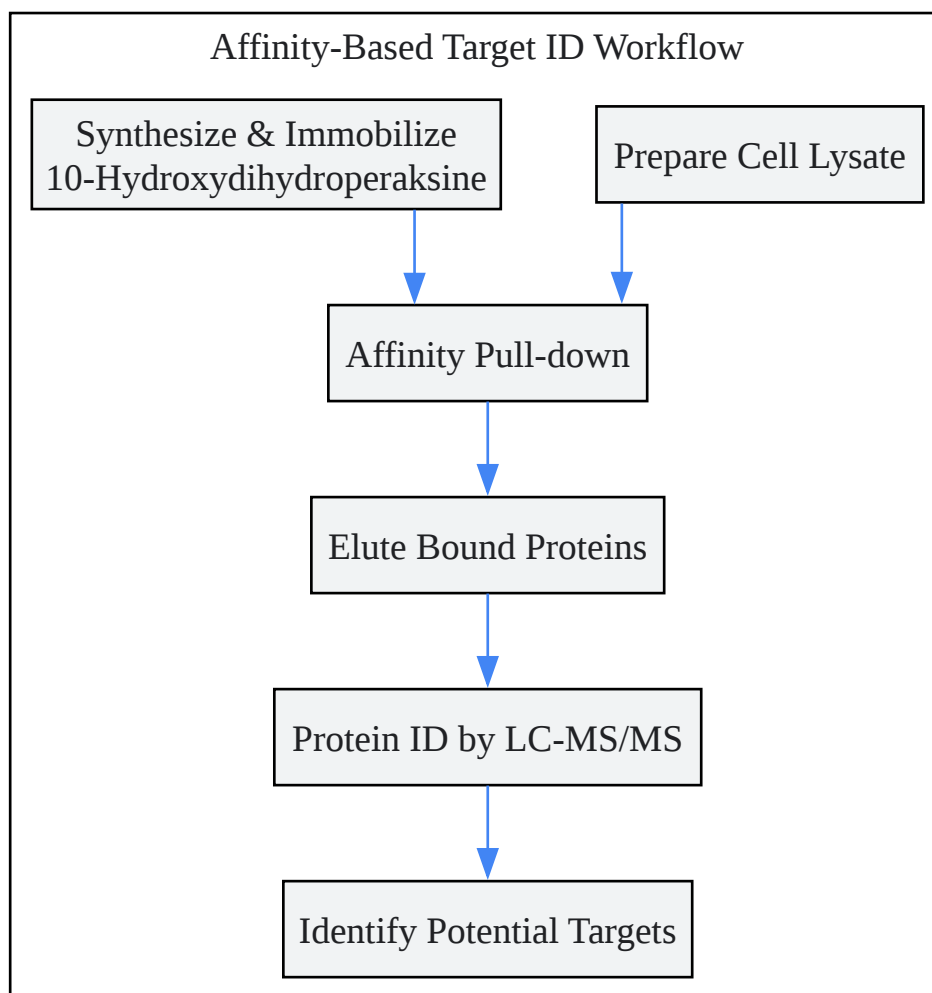 Affinity-Based Target ID Workflow
Synthesize & Immobilize
10-Hydroxydihydroperaksine
Prepare Cell Lysate
Affinity Pull-down
Elute Bound Proteins
Protein ID by LC-MS/MS
Identify Potential Targets